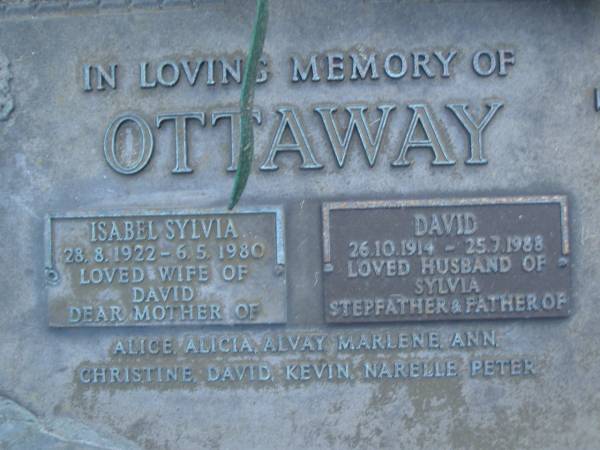 IN LOVING MEMORY OF
OTTAWAY
ISABEL SYLVIA
28.8.1922 - 6.5.1980
LOVED WIFE OF
DAVID
DEAR MOTHER OF
DAVID
26.10.1914 - 25.7.1988
LOVED HUSBAND OF
SYLVIA
STEPFATHER & FATHER OF
ALICE, ALICIA, ALVAY, MARLENE, ANN,
CHRISTINE, DAVID, KEVIN, NARELLE, PETER